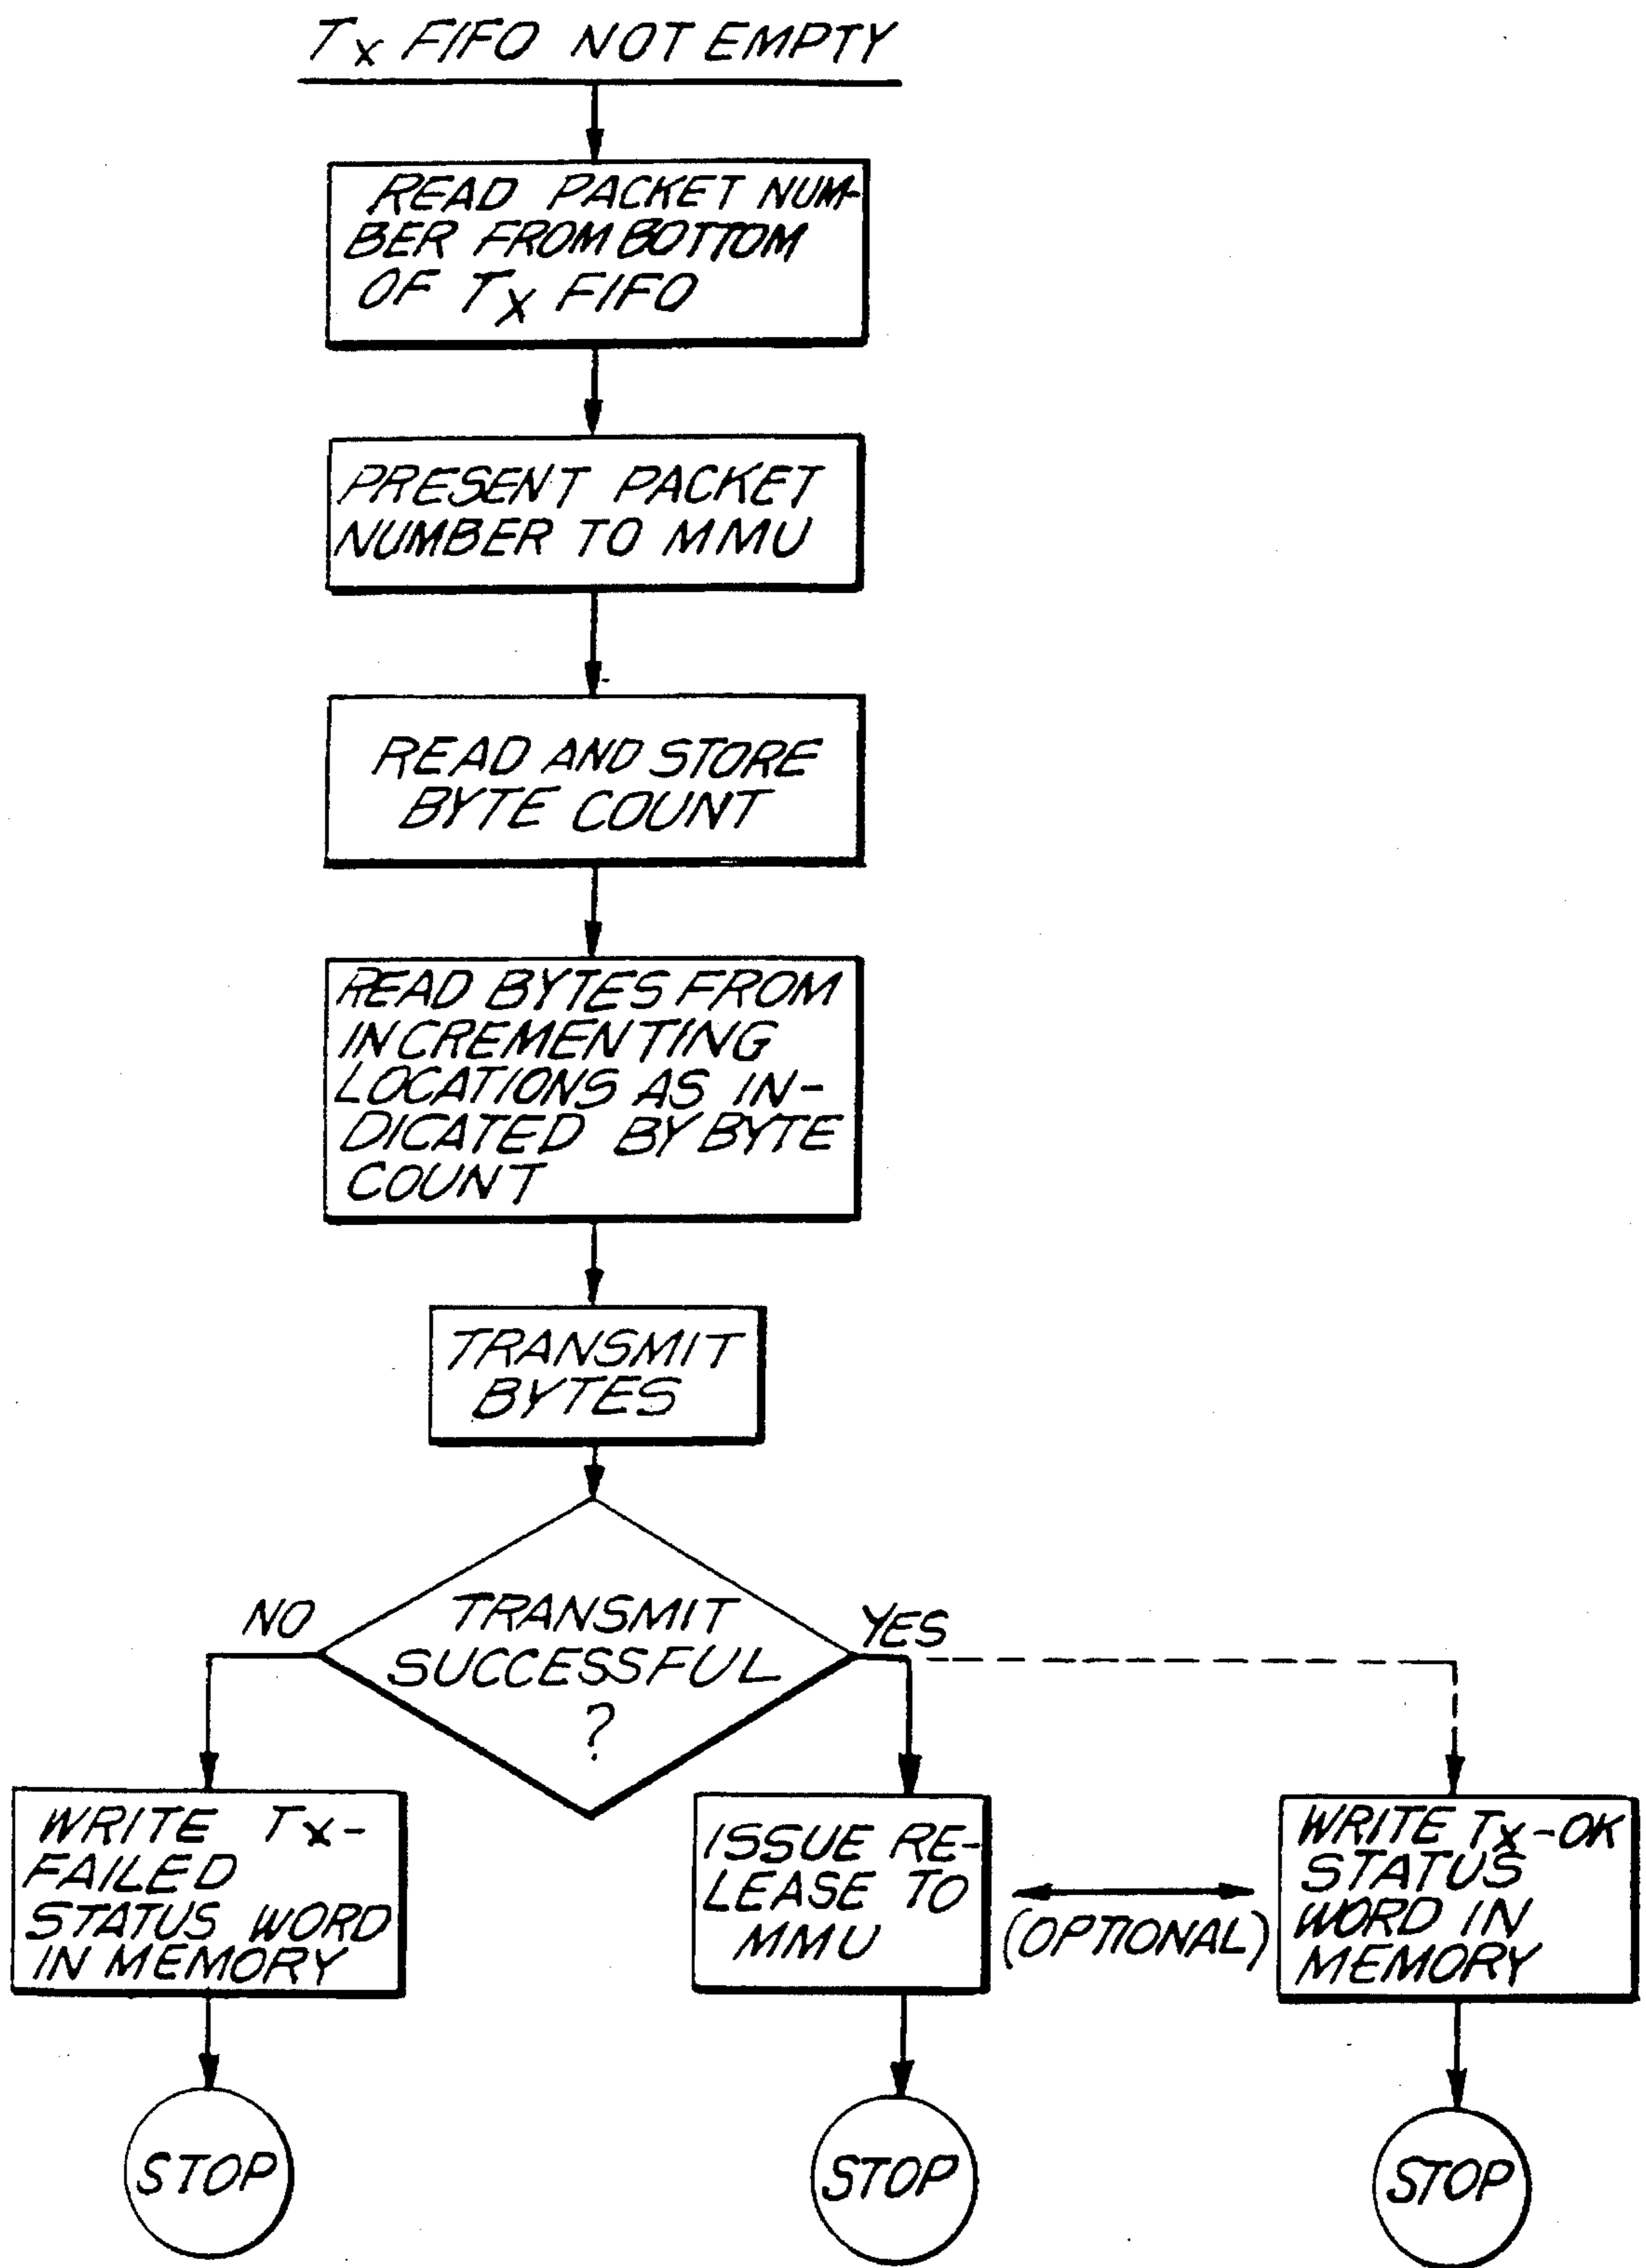 Tx FIFO NOT EMPTY
READ PACKET NUM-
BER FROM BOTTOM
OF Tx FIFO
PRESENT PACKET
NUMBER TO MMU
READ AND STORE
BYTE COUNT
READ BYTES FROM
INCREMENTING
LOCATIONS AS IN-
DICATED BY BYTE
COUNT
TRANSMIT
BYTES
TRANSMIT
SUCCESSFUL
?
NO
YES
WRITE Tx-
FAILED
STATUS WORD
IN MEMORY
ISSUE RE-
LEASE TO
MMU
(OPTIONAL)
WRITE Tx-OK
STATUS
WORD IN
MEMORY
STOP
STOP
STOP